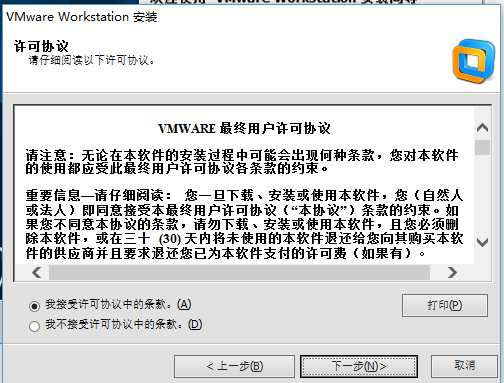 VMware Workstation 安装
许可协议
请仔细阅读以下许可协议。
VMWARE 最终用户许可协议
请注意：无论在本软件的安装过程中可能会出现何种条款，您对本软件
的使用都应受此最终用户许可协议各条款的约束。
重要信息—请仔细阅读： 您一旦下载、安装或使用本软件，您（自然人
或法人）即同意接受本最终用户许可协议（“本协议”）条款的约束。如
果您不同意本协议的条款，请勿下载、安装或使用本软件，且您必须删
除本软件，或在三十 (30) 天内将未使用的本软件退还给您向其购买本软
件的供应商并且要求退还您已为本软件支付的许可费（如果有）。
我接受许可协议中的条款。(A)
打印(P)
我不接受许可协议中的条款。(D)
< 上一步(B)
下一步(N)>
取消